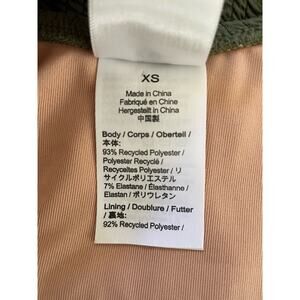 XS
Made in China
Fabriqué en Chine
Hergestellt in China
中国製
Body / Corps / Oberteil /
本体:
93% Recycled Polyester /
Polyester Recyclé /
Recyceltes Polyester / リ
サイクルポリエステル
7% Elastane / Élasthanne /
Elastan / ポリウレタン
Lining / Doublure / Futter
/ 裏地:
92% Recycled Polyester /